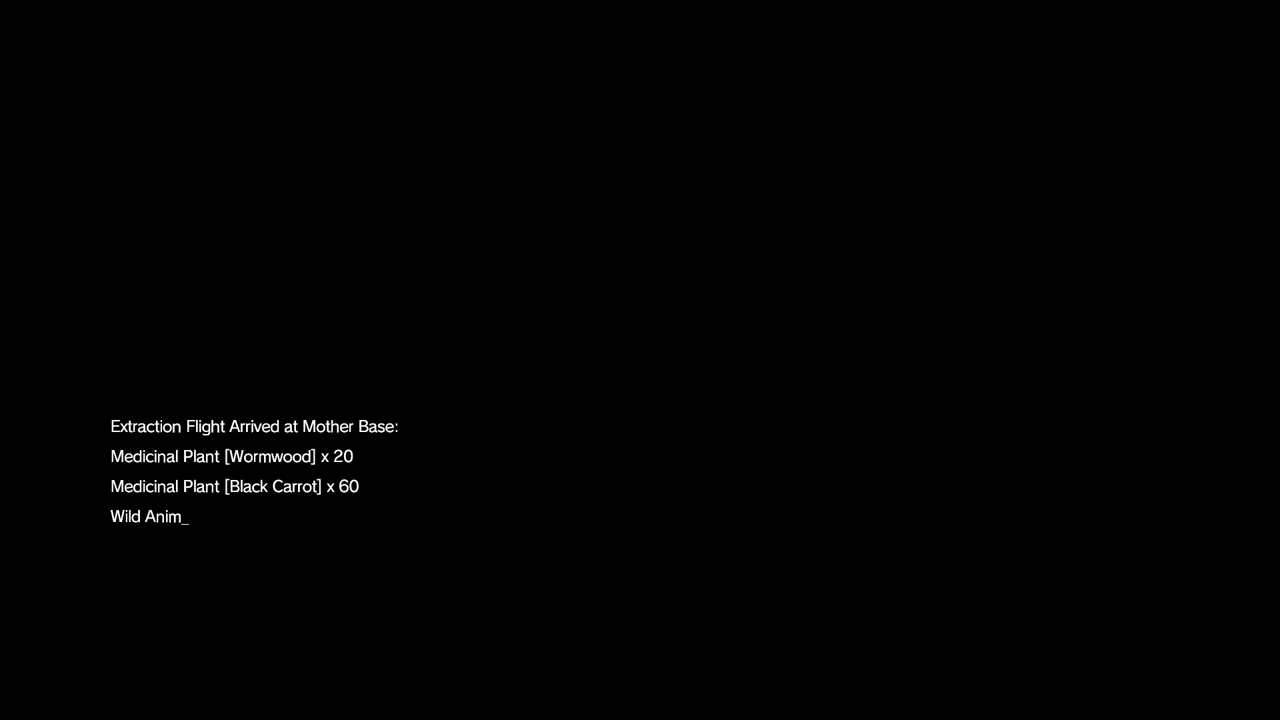 Extraction Flight Arrived at Mother Base:
Medicinal Plant [Wormwood] x 20
Medicinal Plant [Black Carrot] x 60
Wild Anim_